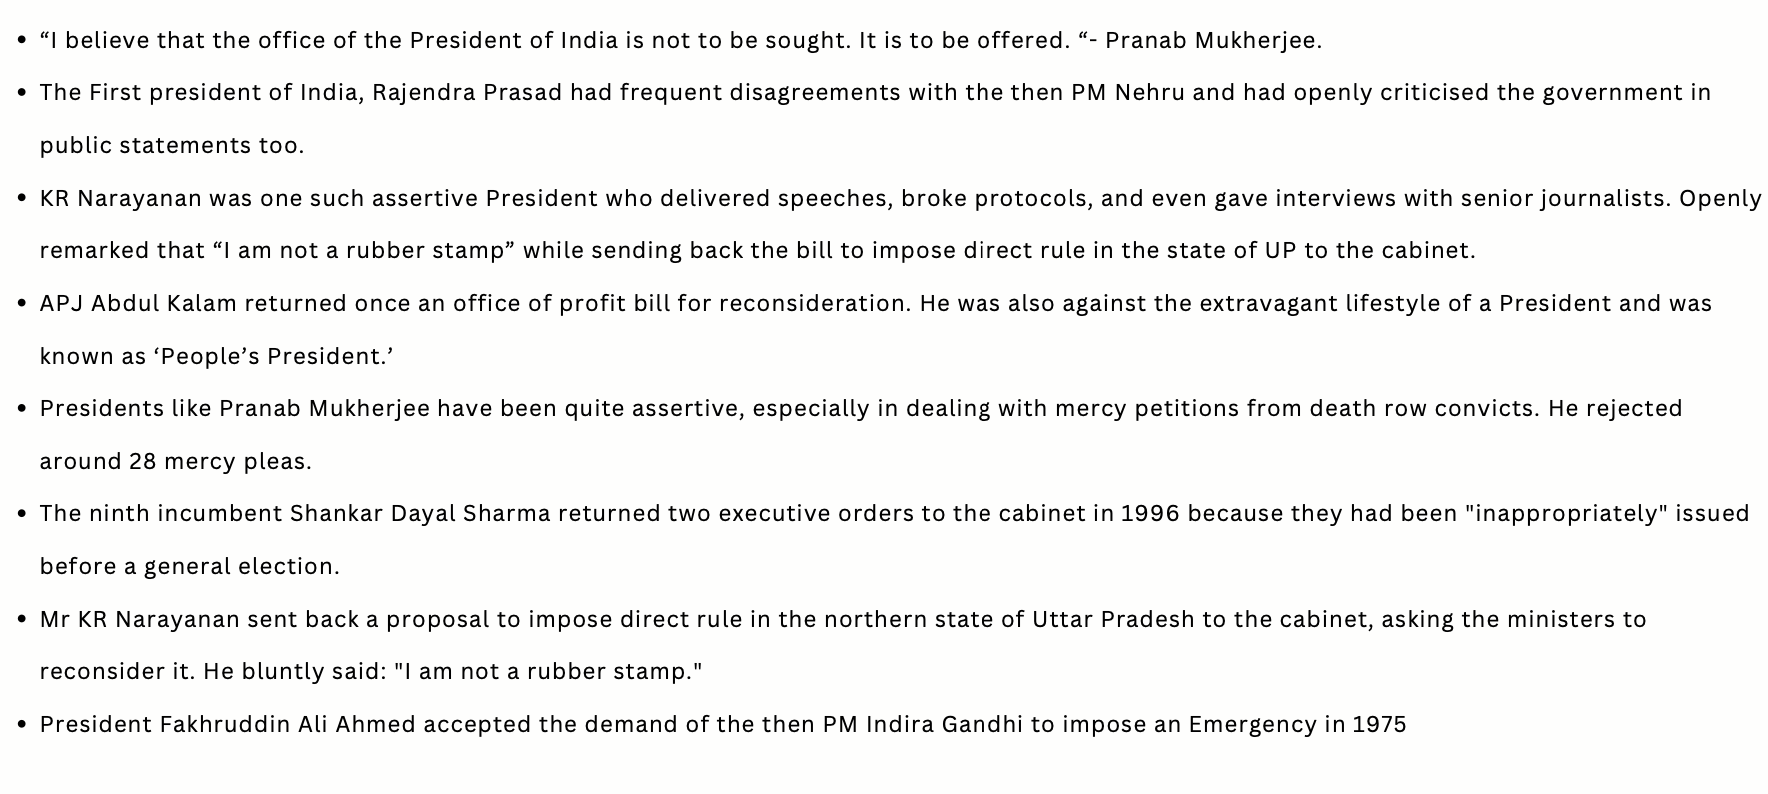 • “I believe that the office of the President of India is not to be sought. It is to be offered. “- Pranab Mukherjee.
• The First president of India, Rajendra Prasad had frequent disagreements with the then PM Nehru and had openly criticised the government in
public statements too.
• KR Narayanan was one such assertive President who delivered speeches, broke protocols, and even gave interviews with senior journalists. Openly
remarked that “I am not a rubber stamp” while sending back the bill to impose direct rule in the state of UP to the cabinet.
• APJ Abdul Kalam returned once an office of profit bill for reconsideration. He was also against the extravagant lifestyle of a President and was
known as ‘People’s President.’
• Presidents like Pranab Mukherjee have been quite assertive, especially in dealing with mercy petitions from death row convicts. He rejected
around 28 mercy pleas.
• The ninth incumbent Shankar Dayal Sharma returned two executive orders to the cabinet in 1996 because they had been "inappropriately" issued
before a general election.
• Mr KR Narayanan sent back a proposal to impose direct rule in the northern state of Uttar Pradesh to the cabinet, asking the ministers to
reconsider it. He bluntly said: "I am not a rubber stamp."
• President Fakhruddin Ali Ahmed accepted the demand of the then PM Indira Gandhi to impose an Emergency in 1975